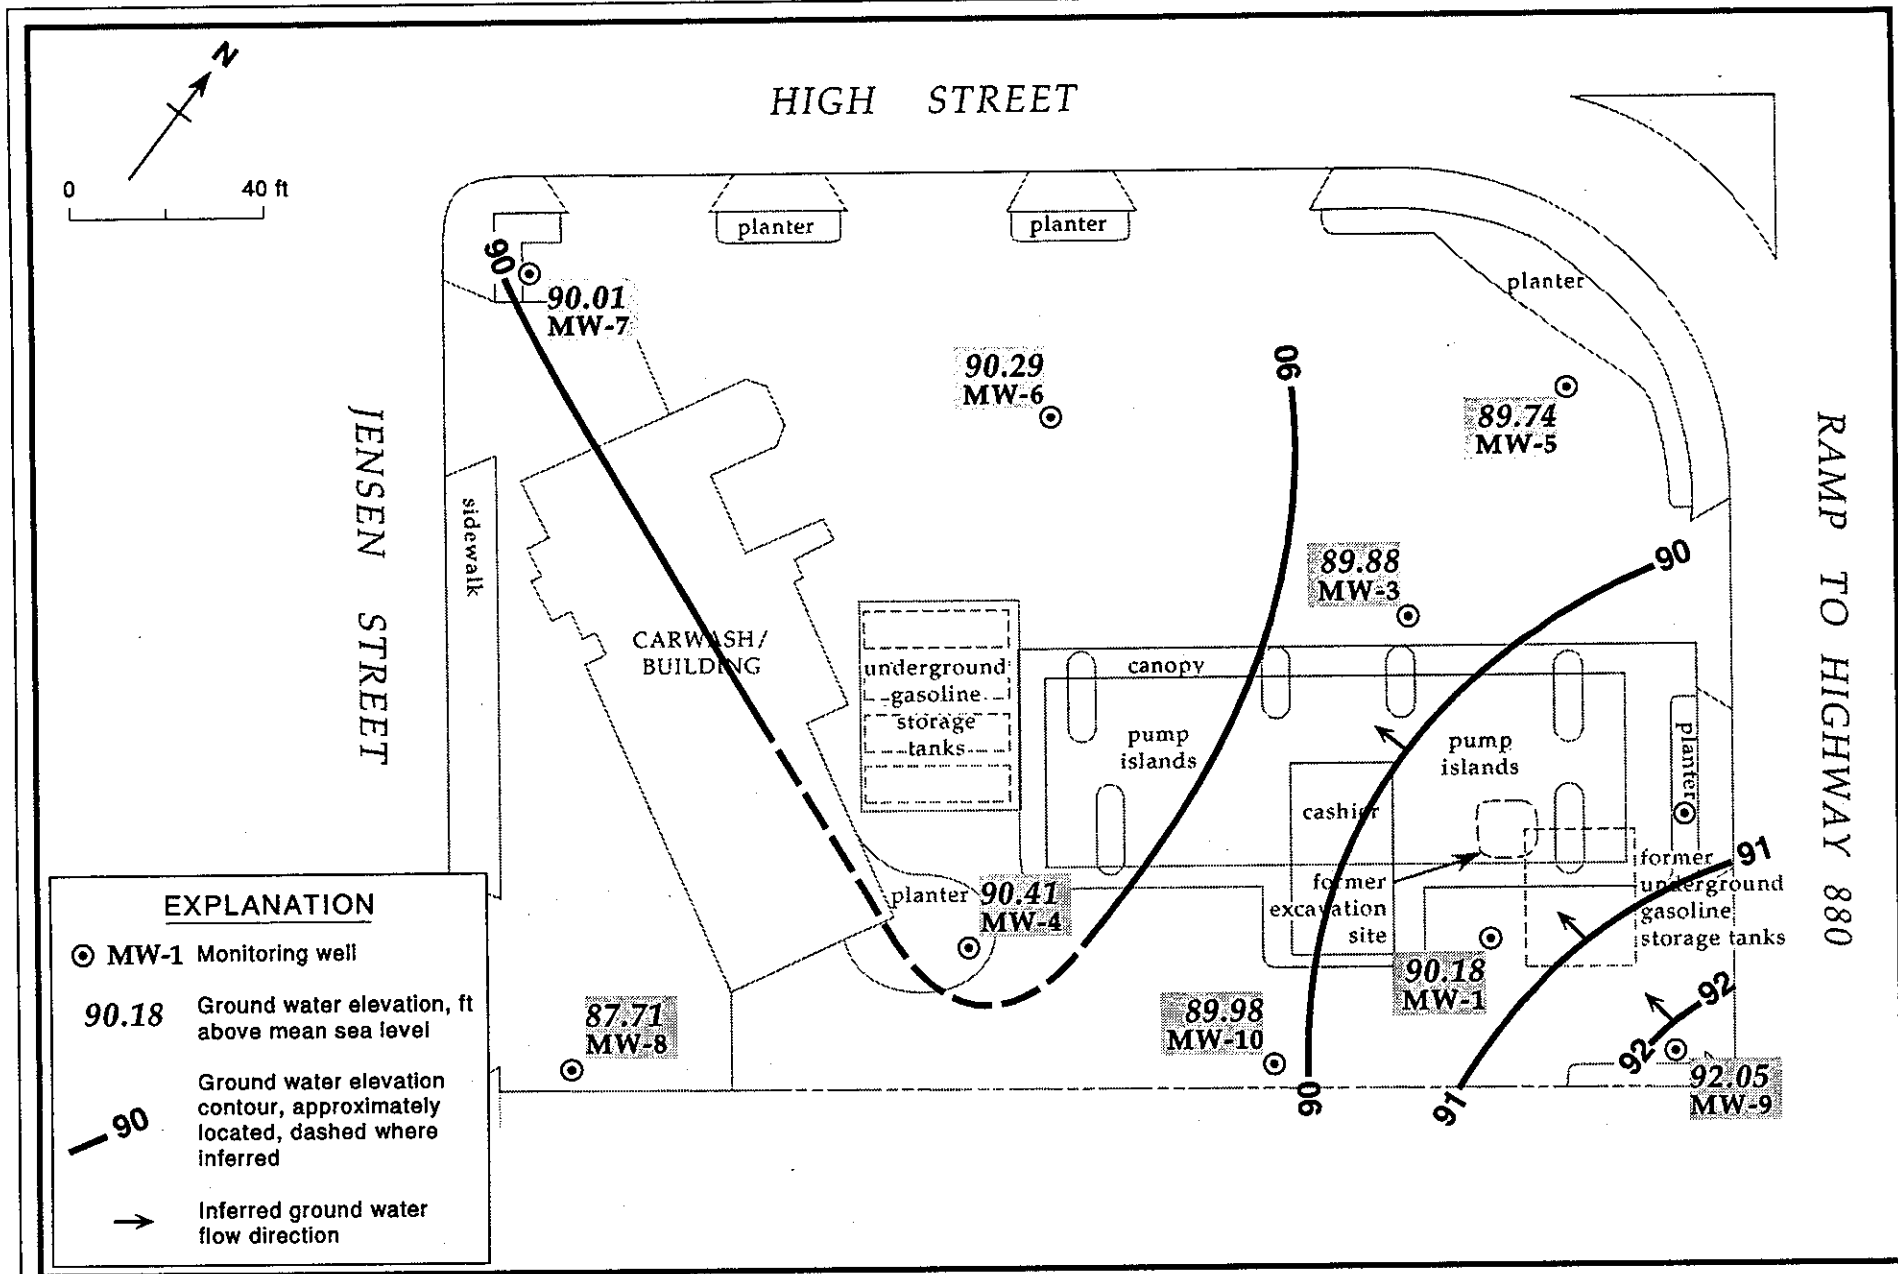 N
0 40 ft
HIGH STREET
planter
planter
planter
90
90.01
MW-7
90.29
MW-6
90
89.74
MW-5
JENSEN STREET
sidewalk
RAMP TO HIGHWAY 880
89.88
MW-3
90
CARWASH/
BUILDING
underground
gasoline
storage
tanks
canopy
pump
islands
pump
islands
planter
cashier
91
former
underground
gasoline
storage tanks
former
excavation
site
planter
90.41
MW-4
90.18
MW-1
92
92
87.71
MW-8
89.98
MW-10
90
91
92.05
MW-9
EXPLANATION
MW-1 Monitoring well
90.18 Ground water elevation, ft
above mean sea level
90 Ground water elevation
contour, approximately
located, dashed where
inferred
Inferred ground water
flow direction